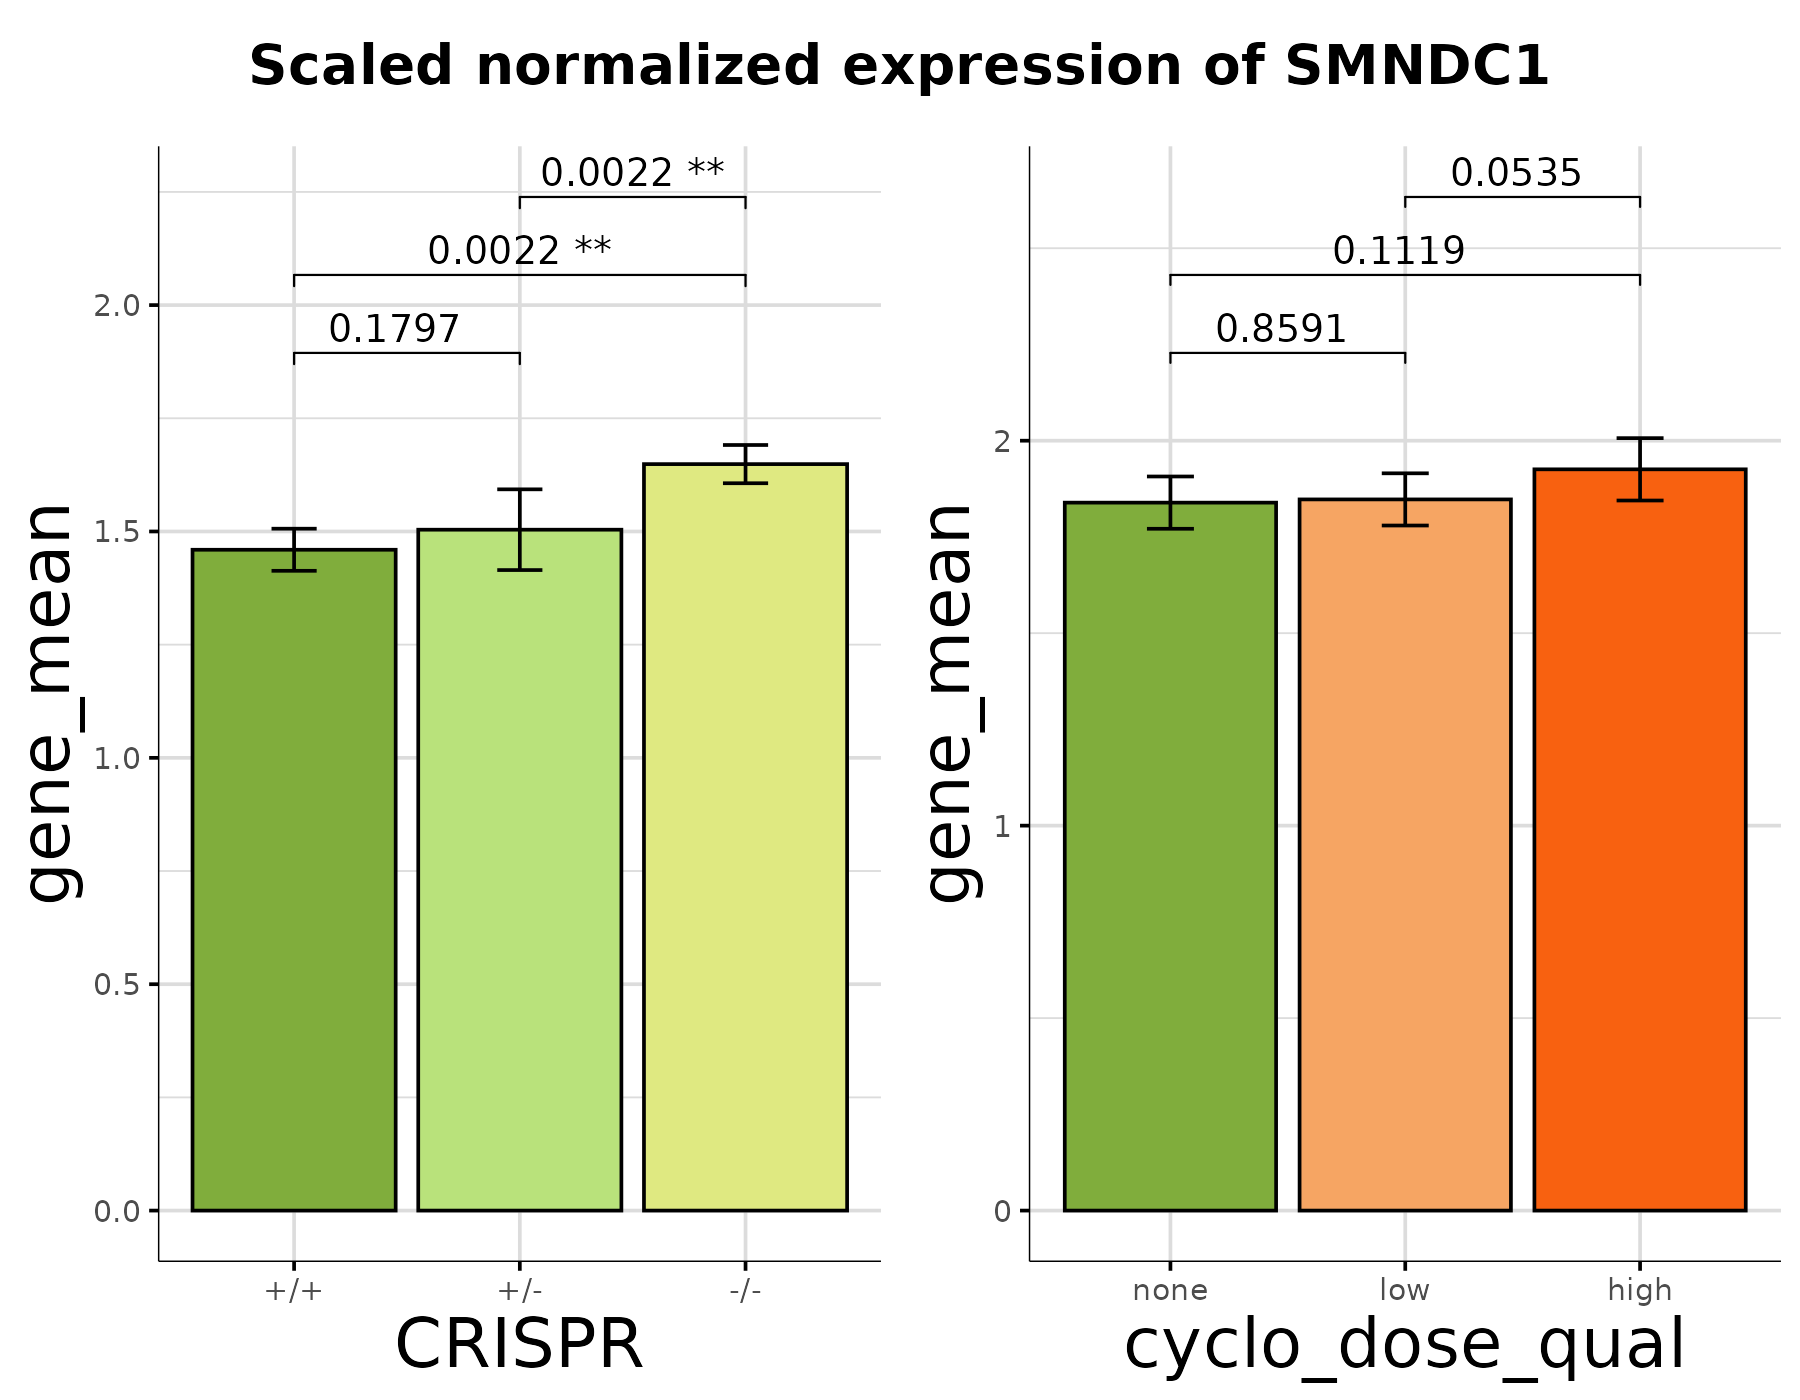 Scaled normalized expression of SMNDC1
gene_mean
2.0
1.5
1.0
0.5
0.0
0.0022 **
0.0022 **
0.1797
+/+
+/-
-/-
CRISPR
gene_mean
2
1
0
0.0535
0.1119
0.8591
none
low
high
cyclo_dose_qual